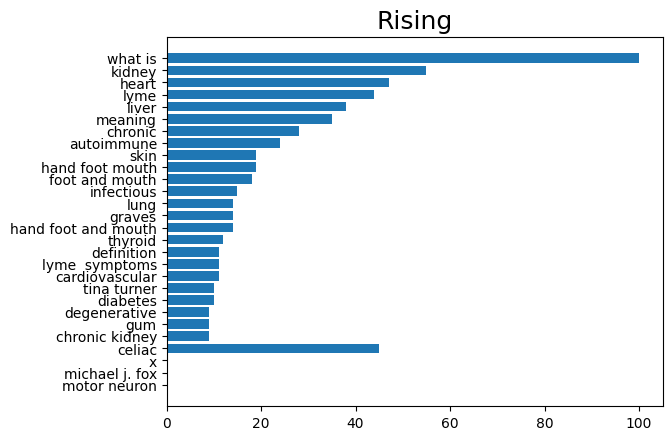 Rising
what is
kidney
heart
lyme
liver
meaning
chronic
autoimmune
skin
hand foot mouth
foot and mouth
infectious
lung
graves
hand foot and mouth
thyroid
definition
lyme  symptoms
cardiovascular
tina turner
diabetes
degenerative
gum
chronic kidney
celiac
x
michael j. fox
motor neuron
0 20 40 60 80 100